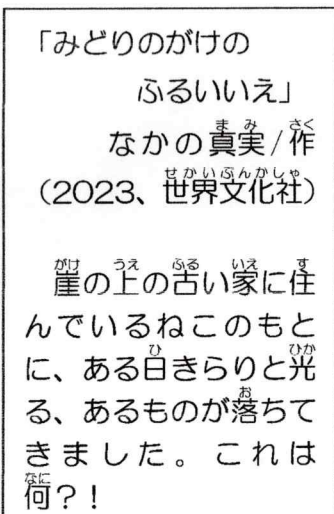 「みどりのがけの
ふるいいえ」
なかの真実/作
(2023、世界文化社)
崖の上の古い家に住
んでいるねこのもと
に、ある日きらりと光
る、あるものが落ちて
きました。これは
何?!